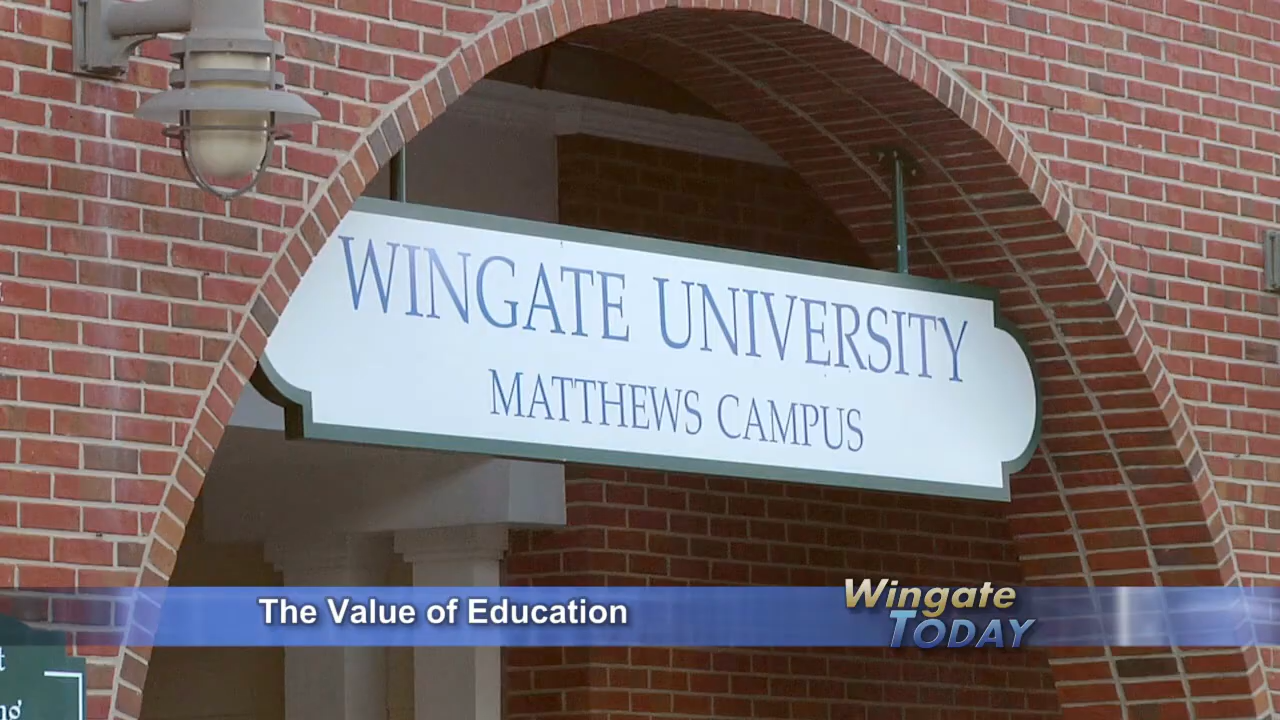 WINGATE UNIVERSITY
MATTHEWS CAMPUS
The Value of Education
Wingate
TODAY